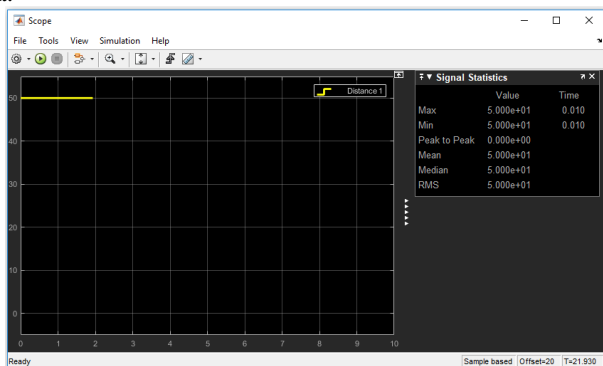 Scope
File Tools View Simulation Help
Distance 1
50
40
30
20
10
0
0 1 2 3 4 5 6 7 8 9 10
Signal Statistics
Value Time
Max 5.000e+01 0.010
Min 5.000e+01 0.010
Peak to Peak 0.000e+00
Mean 5.000e+01
Median 5.000e+01
RMS 5.000e+01
Ready Sample based Offset=20 T=21.930